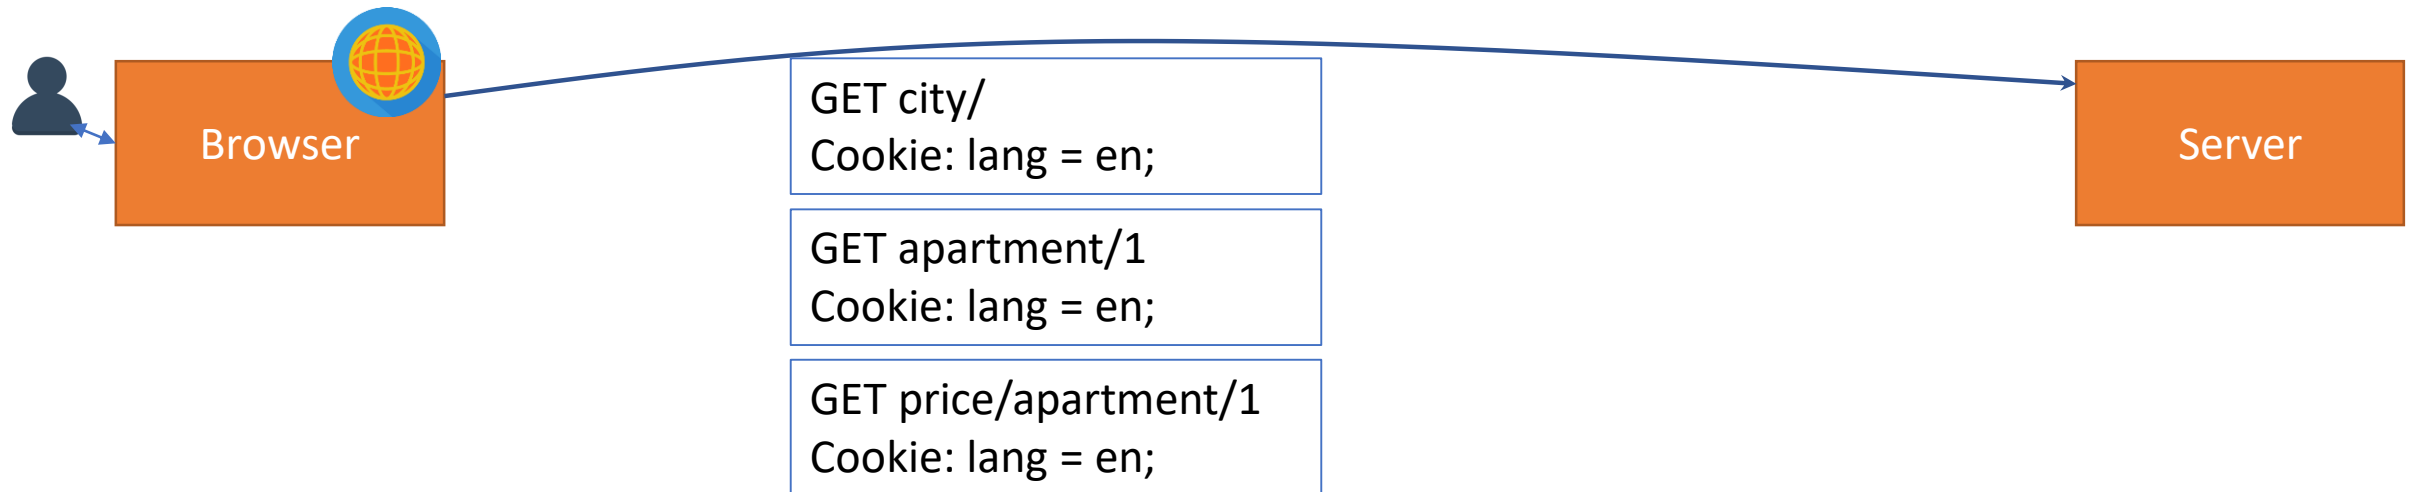 Browser
GET city/
Cookie: lang = en;
GET apartment/1
Cookie: lang = en;
GET price/apartment/1
Cookie: lang = en;
Server